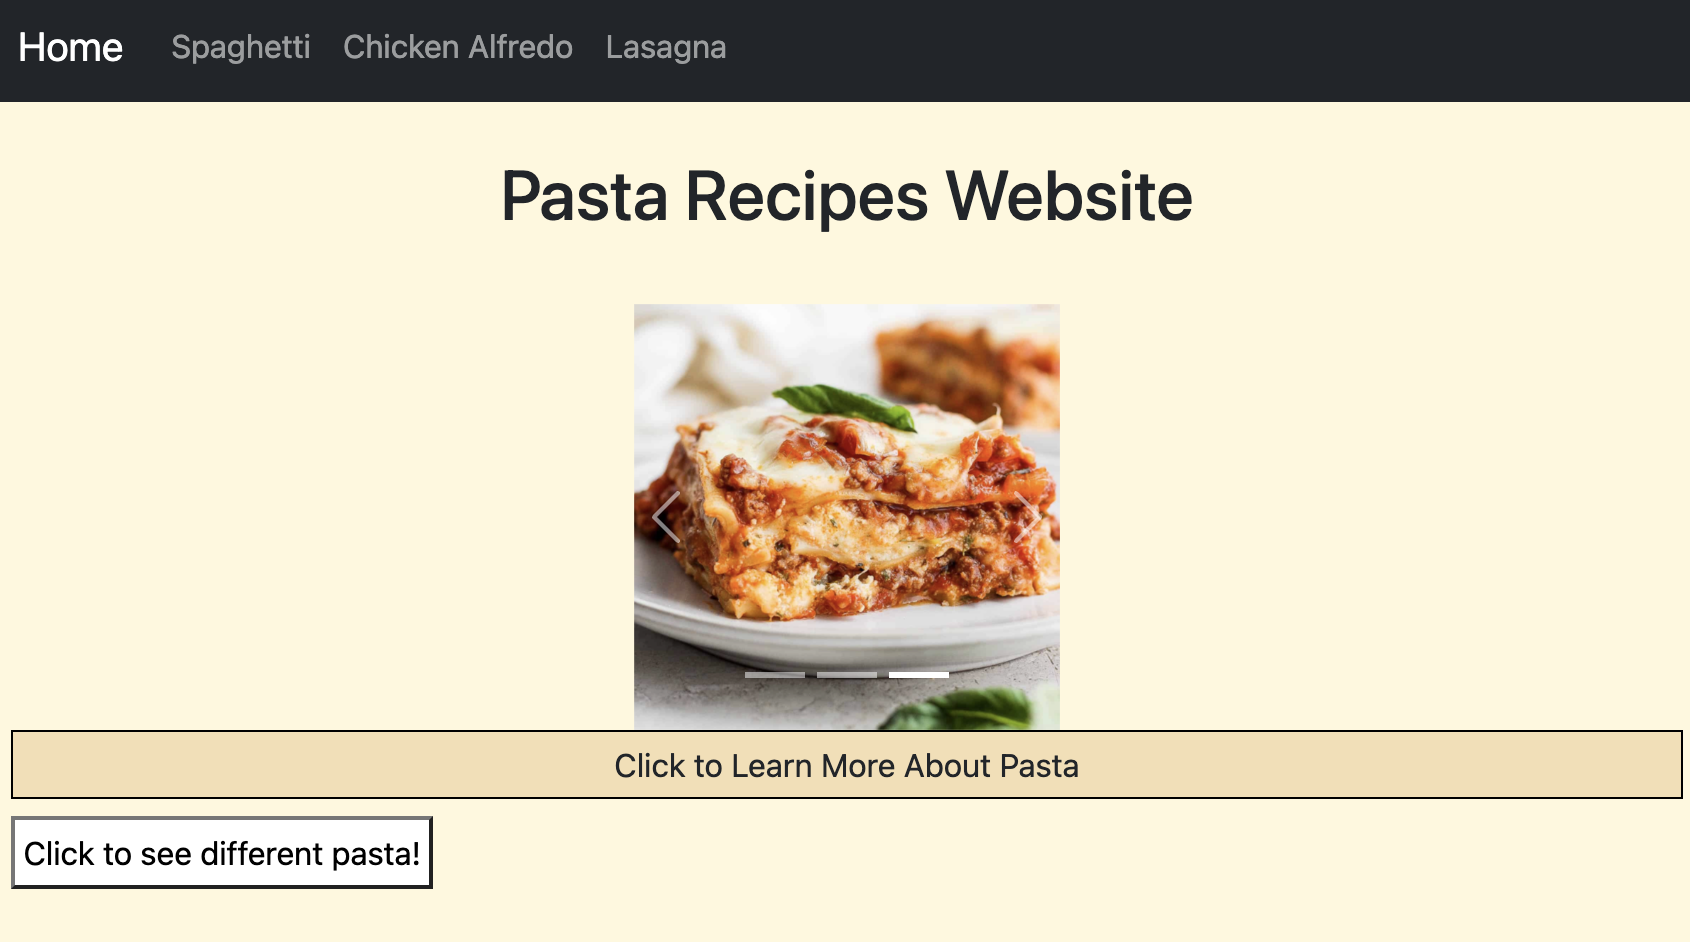 Home Spaghetti Chicken Alfredo Lasagna
Pasta Recipes Website
Click to Learn More About Pasta
Click to see different pasta!